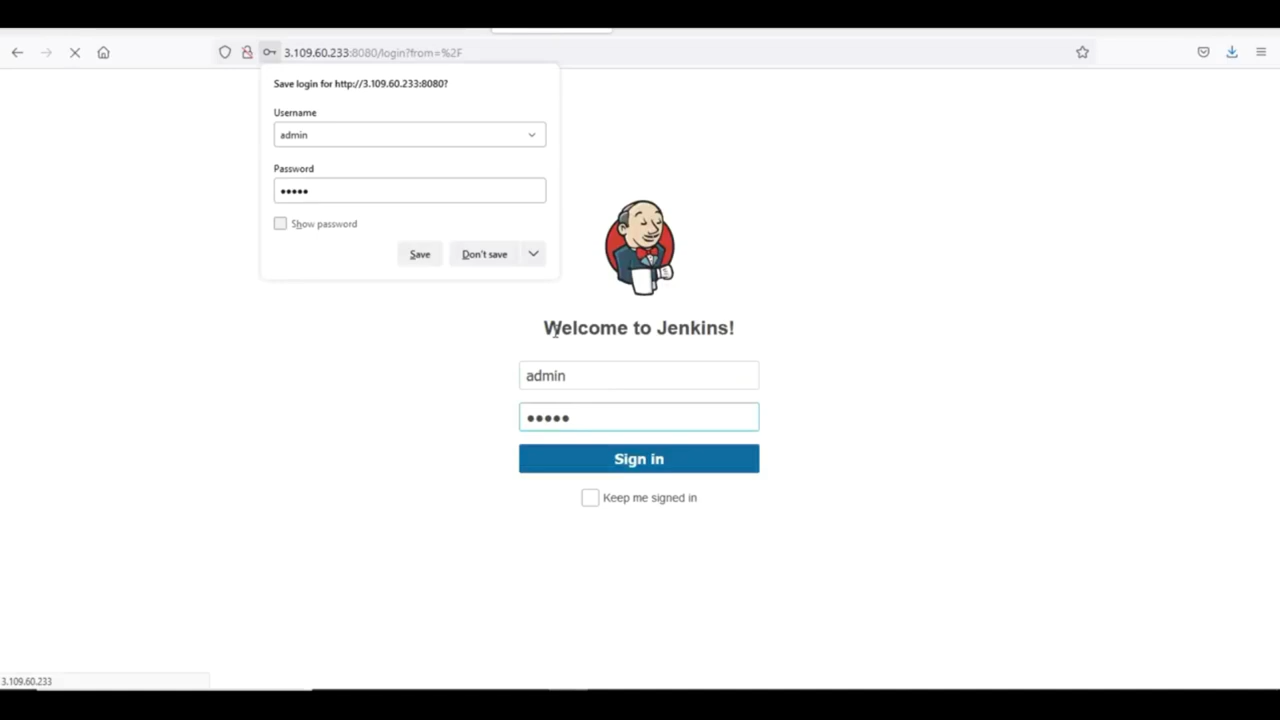 3.109.60.233:8080/login?from=%2F
Save login for http://3.109.60.233:8080?
Username
admin
Password
•••••
Show password
Save
Don't save
Welcome to Jenkins!
admin
•••••
Sign in
Keep me signed in
3.109.60.233